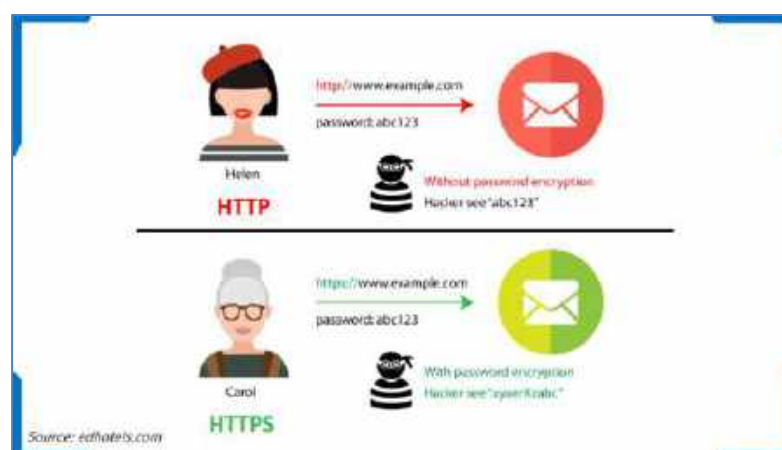 http://www.example.com
password: abc123
Helen
HTTP
Without password encryption
Hacker see "abc123"
https://www.example.com
password: abc123
Carol
HTTPS
With password encryption
Hacker see
Source: edhotels.com